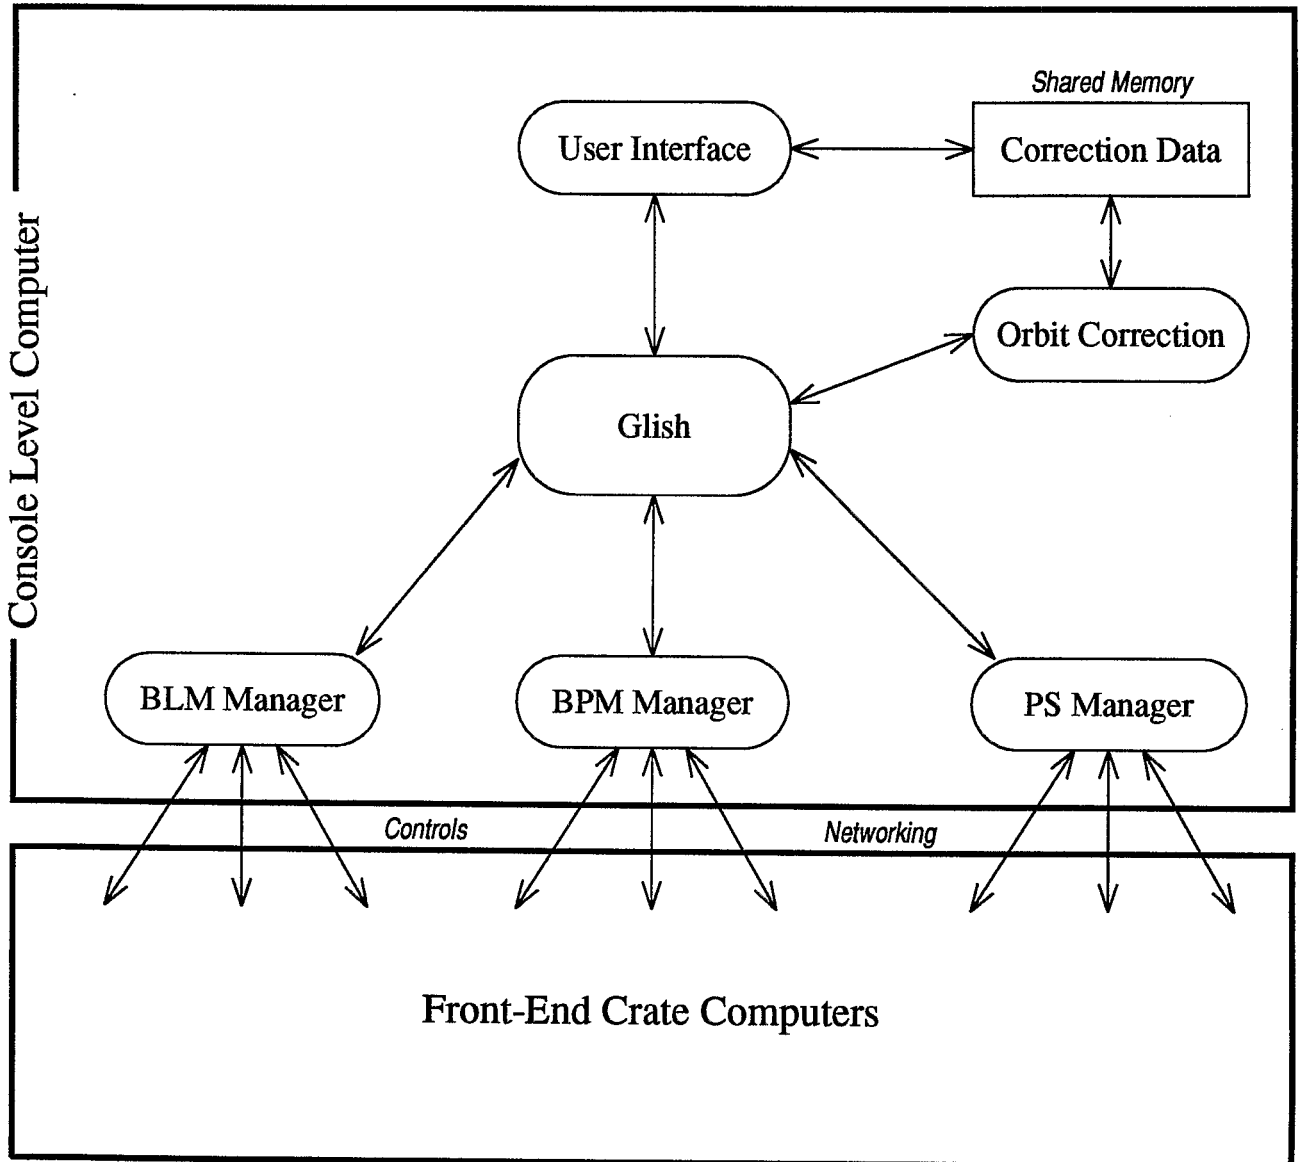 Shared Memory
User Interface
Correction Data
Console Level Computer
Orbit Correction
Glish
BLM Manager
BPM Manager
PS Manager
Controls
Networking
Front-End Crate Computers